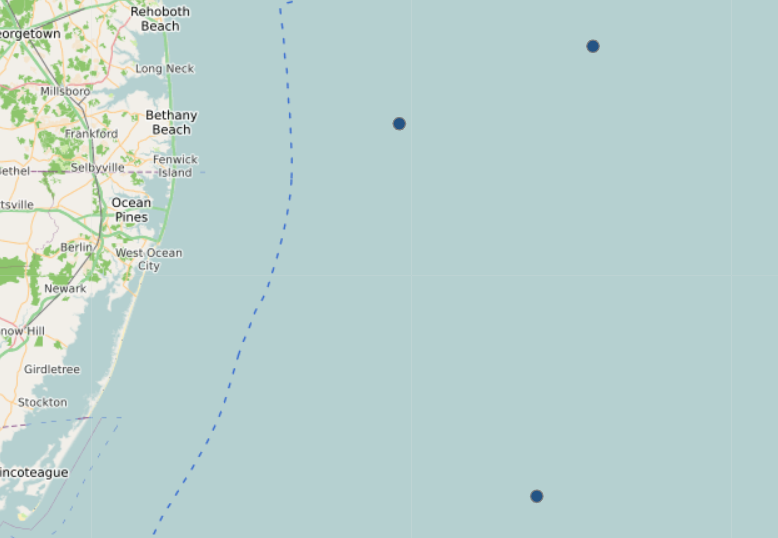 Rehoboth
Beach
eorgetown
Long Neck
Millsboro
Bethany
Beach
Frankford
Fenwick
Island
Selbyville
ethel
tsville
Ocean
Pines
Berlin
West Ocean
City
Newark
now Hill
Girdletree
Stockton
incoteague